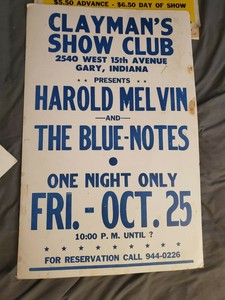 $5.50 ADVANCE - $6.50 DAY OF SHOW
CLAYMAN'S
SHOW CLUB
2540 WEST 15th AVENUE
GARY, INDIANA
•• PRESENTS ••
HAROLD MELVIN
—AND—
THE BLUE-NOTES
•
ONE NIGHT ONLY
FRI.-OCT. 25
10:00 P. M. UNTIL ?
★ ★ ★ ★ ★ ★ ★ ★ ★
FOR RESERVATION CALL 944-0226